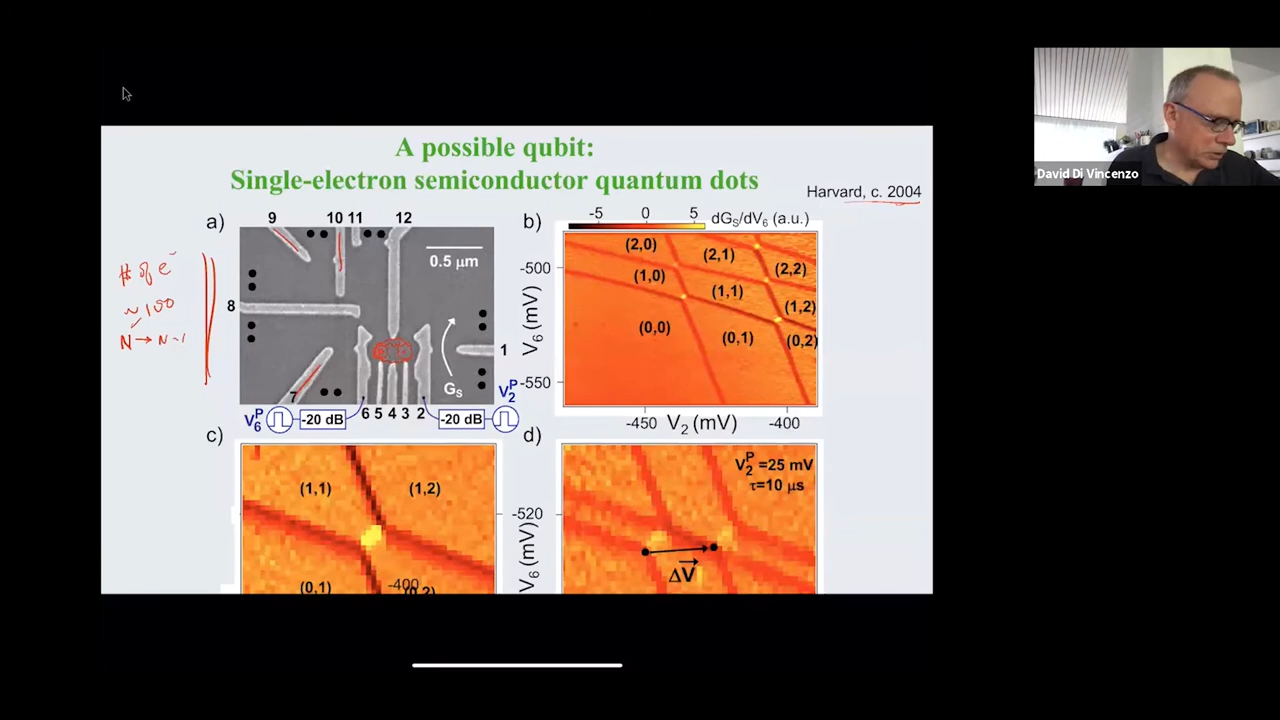 A possible qubit:
Single-electron semiconductor quantum dots
Harvard, c. 2004
David Di Vincenzo
# of e-
~ 100
N → N-1
a)
9 10 11 12
0.5 μm
8
1
7
G_S
V_6^P
-20 dB
6 5 4 3 2
-20 dB
V_2^P
b)
-5 0 5 dG_S/dV_6 (a.u.)
-500
-550
V_6 (mV)
(2,0)
(2,1)
(2,2)
(1,0)
(1,1)
(1,2)
(0,0)
(0,1)
(0,2)
-450 V_2 (mV) -400
c)
(1,1)
(1,2)
(0,1)
-400
(0,2)
d)
-520
V_6 (mV)
V_2^P =25 mV
τ=10 μs
ΔV